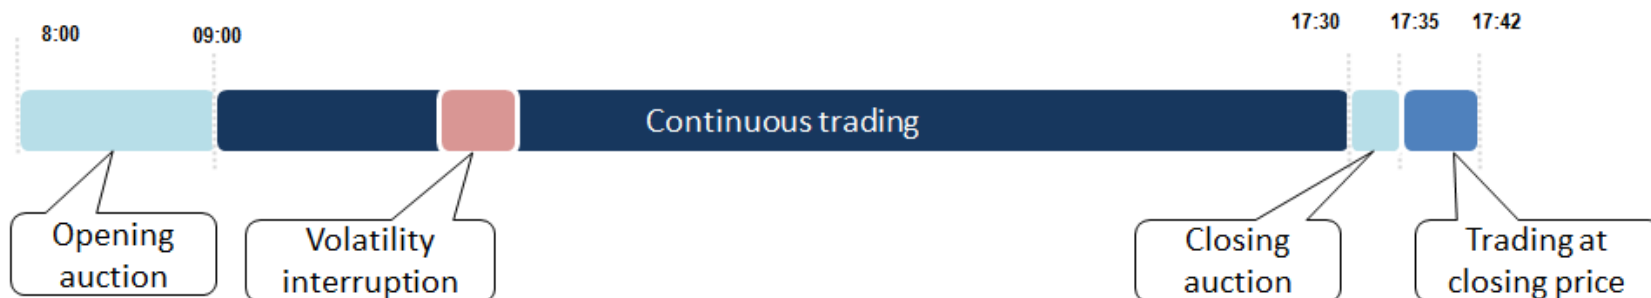 8:00
09:00
17:30
17:35
17:42
Continuous trading
Opening
auction
Volatility
interruption
Closing
auction
Trading at
closing price